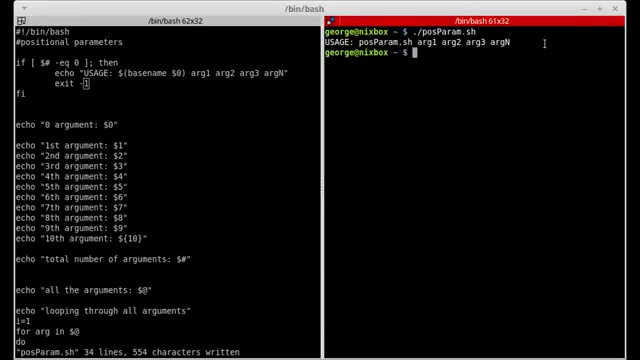 /bin/bash
/bin/bash 62x32
#!/bin/bash
#positional parameters
if [ $# -eq 0 ]; then
echo "USAGE: $(basename $0) arg1 arg2 arg3 argN"
exit -1
fi
echo "0 argument: $0"
echo "1st argument: $1"
echo "2nd argument: $2"
echo "3rd argument: $3"
echo "4th argument: $4"
echo "5th argument: $5"
echo "6th argument: $6"
echo "7th argument: $7"
echo "8th argument: $8"
echo "9th argument: $9"
echo "10th argument: ${10}"
echo "total number of arguments: $#"
echo "all the arguments: $@"
echo "looping through all arguments"
i=1
for arg in $@
do
"posParam.sh" 34 lines, 554 characters written
/bin/bash 61x32
george@nixbox ~ $ ./posParam.sh
USAGE: posParam.sh arg1 arg2 arg3 argN
george@nixbox ~ $